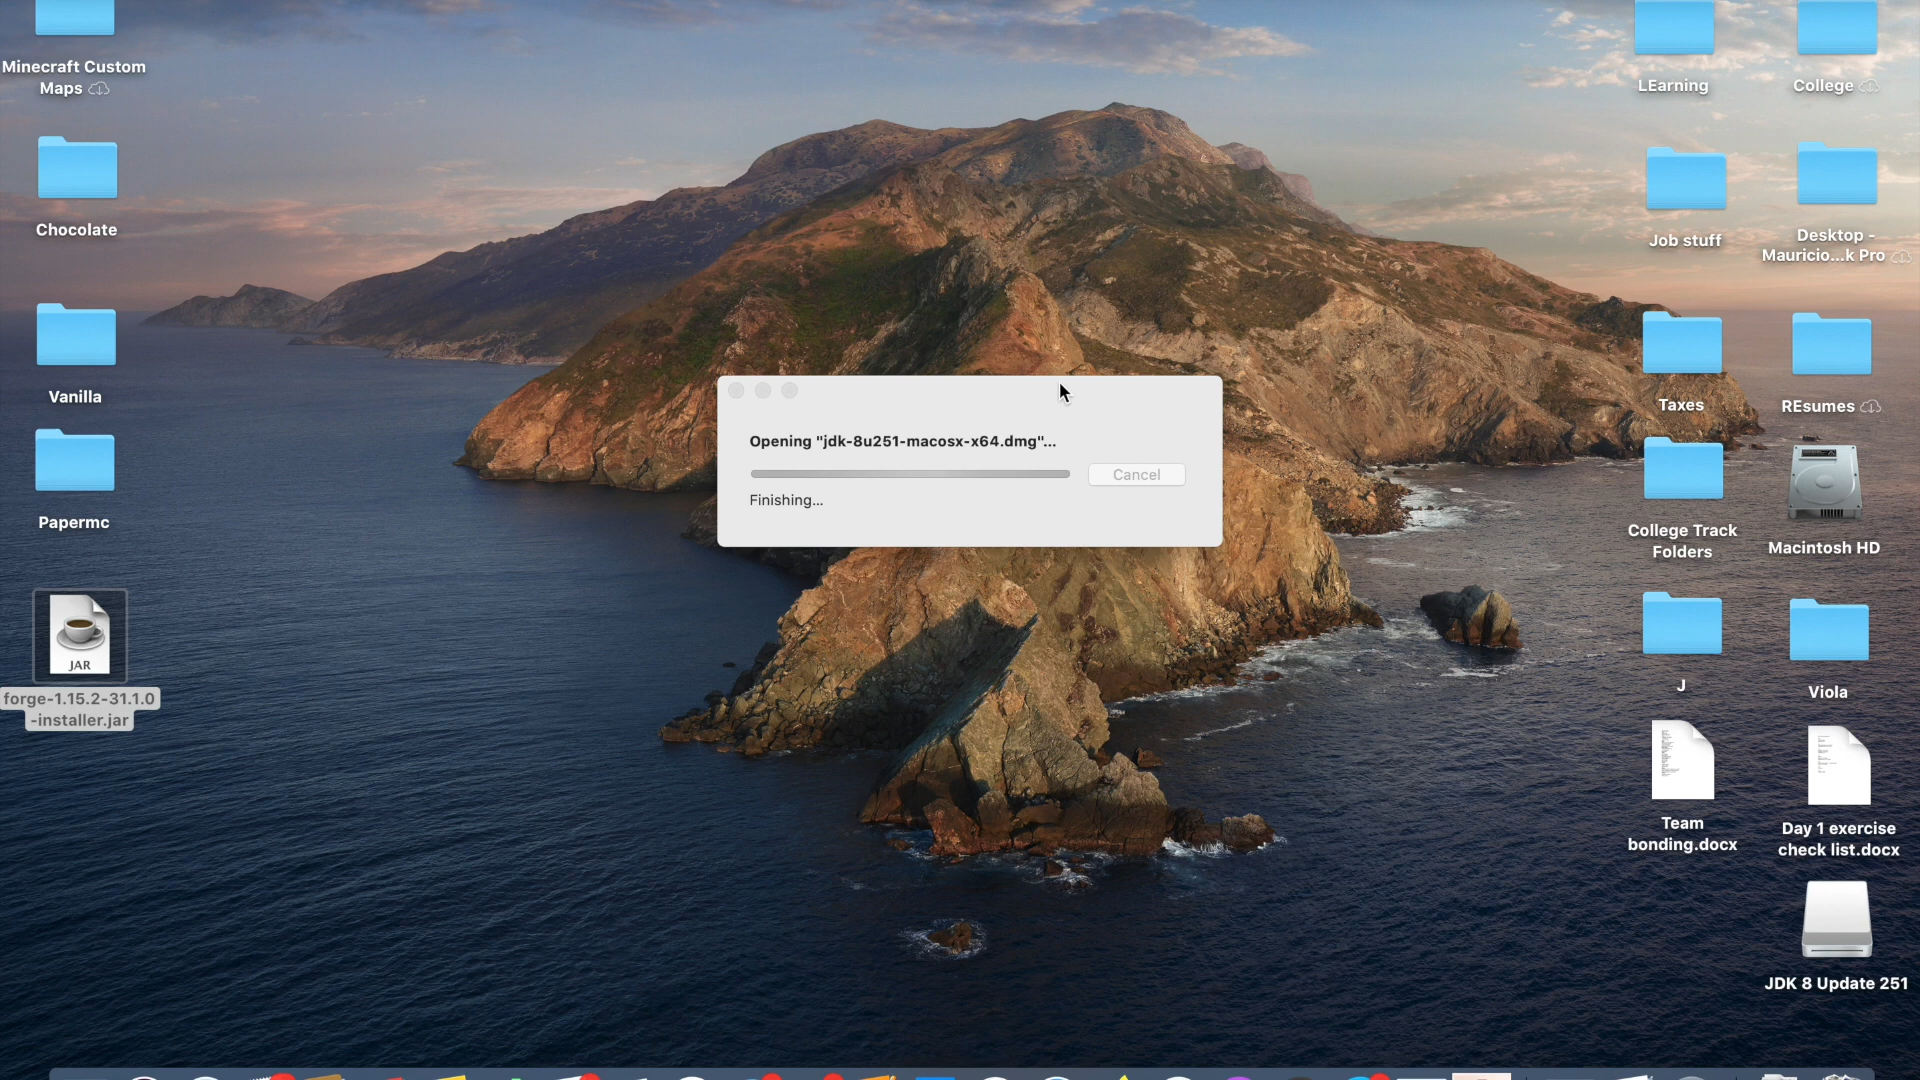 Minecraft Custom
Maps
Chocolate
Vanilla
Papermc
JAR
forge-1.15.2-31.1.0
-installer.jar
Opening "jdk-8u251-macosx-x64.dmg"...
Cancel
Finishing...
LEarning
College
Job stuff
Desktop -
Mauricio...k Pro
Taxes
REsumes
College Track
Folders
Macintosh HD
J
Viola
Team
bonding.docx
Day 1 exercise
check list.docx
JDK 8 Update 251